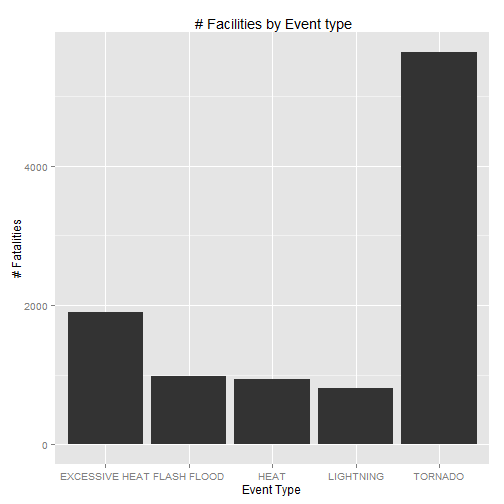 # Facilities by Event type
# Fatalities
4000
2000
0
EXCESSIVE HEAT FLASH FLOOD HEAT LIGHTNING TORNADO
Event Type